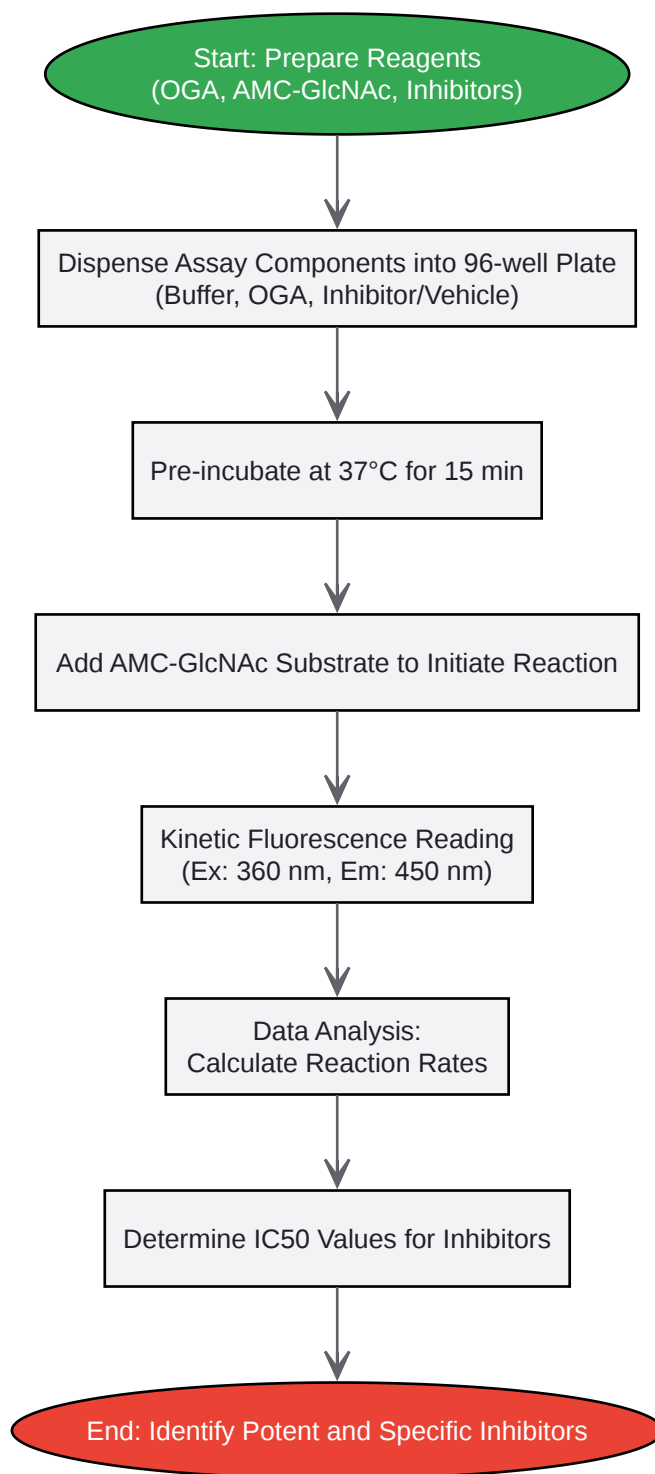 Start: Prepare Reagents
(OGA, AMC-GlcNAc, Inhibitors)
Dispense Assay Components into 96-well Plate
(Buffer, OGA, Inhibitor/Vehicle)
Pre-incubate at 37°C for 15 min
Add AMC-GlcNAc Substrate to Initiate Reaction
Kinetic Fluorescence Reading
(Ex: 360 nm, Em: 450 nm)
Data Analysis:
Calculate Reaction Rates
Determine IC50 Values for Inhibitors
End: Identify Potent and Specific Inhibitors